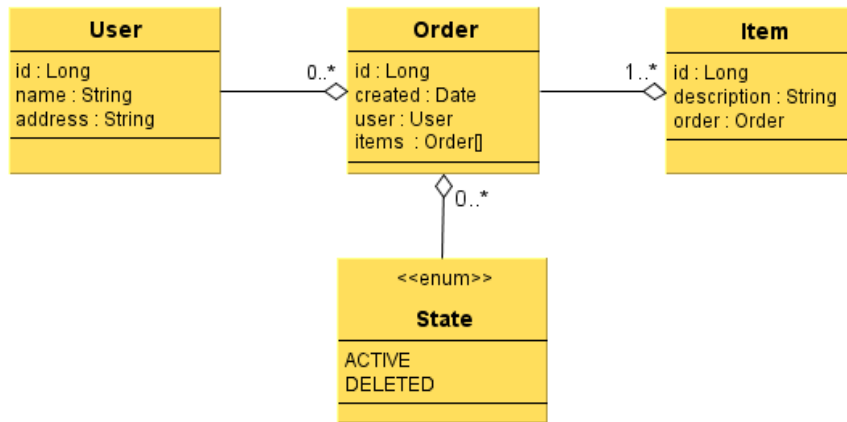 User
id : Long
name : String
address : String
0..*
Order
id : Long
created : Date
user : User
items : Order[]
1..*
Item
id : Long
description : String
order : Order
0..*
<<enum>>
State
ACTIVE
DELETED